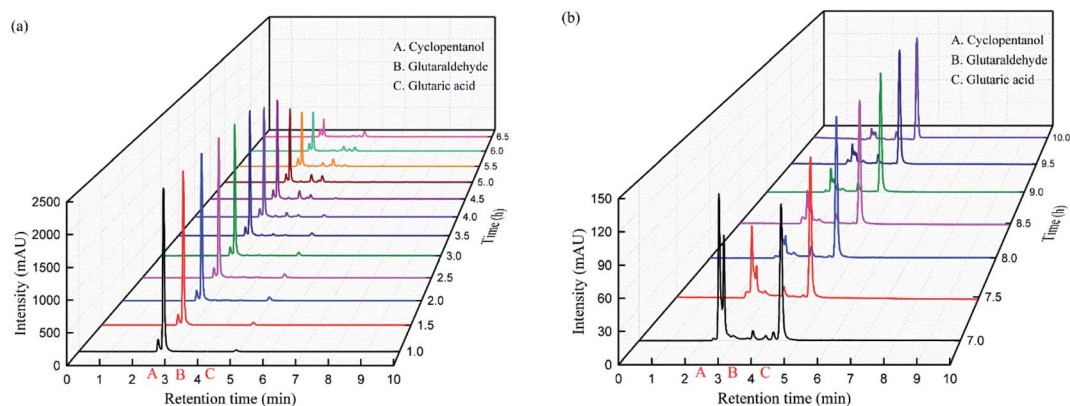 (a)
A. Cyclopentanol
B. Glutaraldehyde
C. Glutaric acid
6.5
6.0
5.5
5.0
4.5
4.0
3.5
3.0
2.5
2.0
1.5
1.0
Time (h)
2500
2000
1500
1000
500
0
Intensity (mAU)
0 1 2 3 4 5 6 7 8 9 10
A B C
Retention time (min)
(b)
A. Cyclopentanol
B. Glutaraldehyde
C. Glutaric acid
10.0
9.5
9.0
8.5
8.0
7.5
7.0
Time (h)
150
120
90
60
30
0
Intensity (mAU)
0 1 2 3 4 5 6 7 8 9 10
A B C
Retention time (min)